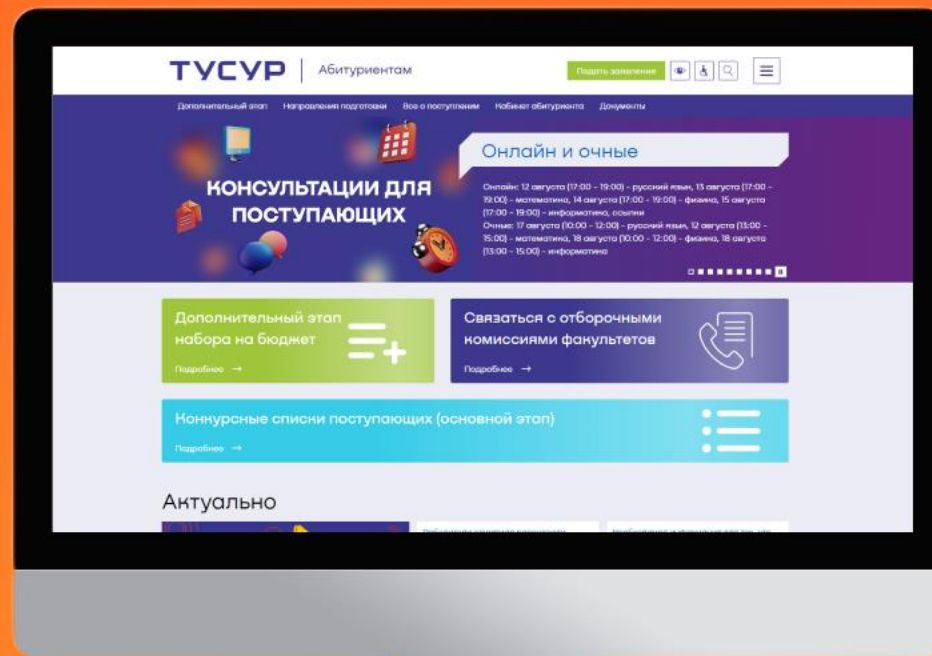 ТУСУР
Абитуриентам
Подать заявление
Дополнительный этап Направления подготовки Все о поступлении Кабинет абитуриента Документы
КОНСУЛЬТАЦИИ ДЛЯ
ПОСТУПАЮЩИХ
Онлайн и очные
Онлайн: 12 августа (17:00 - 19:00) - русский язык, 13 августа (17:00 -
19:00) - математика, 14 августа (17:00 - 19:00) - физика, 15 августа
(17:00 - 19:00) - информатика, ссылки
Очные: 17 августа (10:00 - 12:00) - русский язык, 12 августа (13:00 -
15:00) - математика, 18 августа (10:00 - 12:00) - физика, 18 августа
(13:00 - 15:00) - информатика
Дополнительный этап
набора на бюджет
Подробнее →
Связаться с отборочными
комиссиями факультетов
Подробнее →
Конкурсные списки поступающих (основной этап)
Подробнее →
Актуально